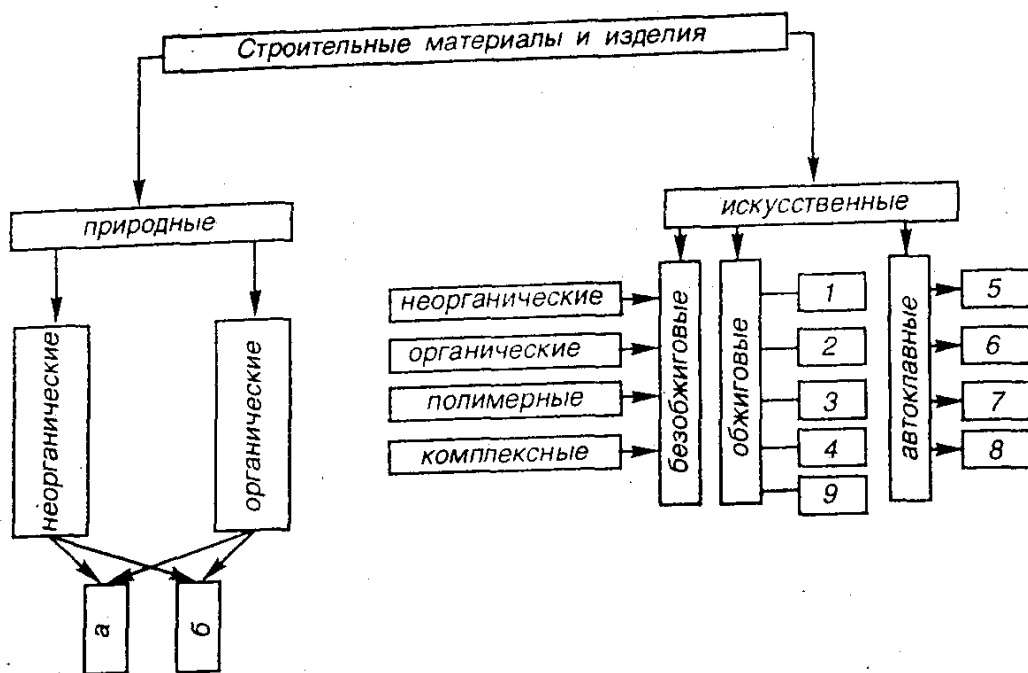 Строительные материалы и изделия
природные
искусственные
неорганические
органические
а
б
неорганические
органические
полимерные
комплексные
безобжиговые
обжиговые
1
2
3
4
9
автоклавные
5
6
7
8